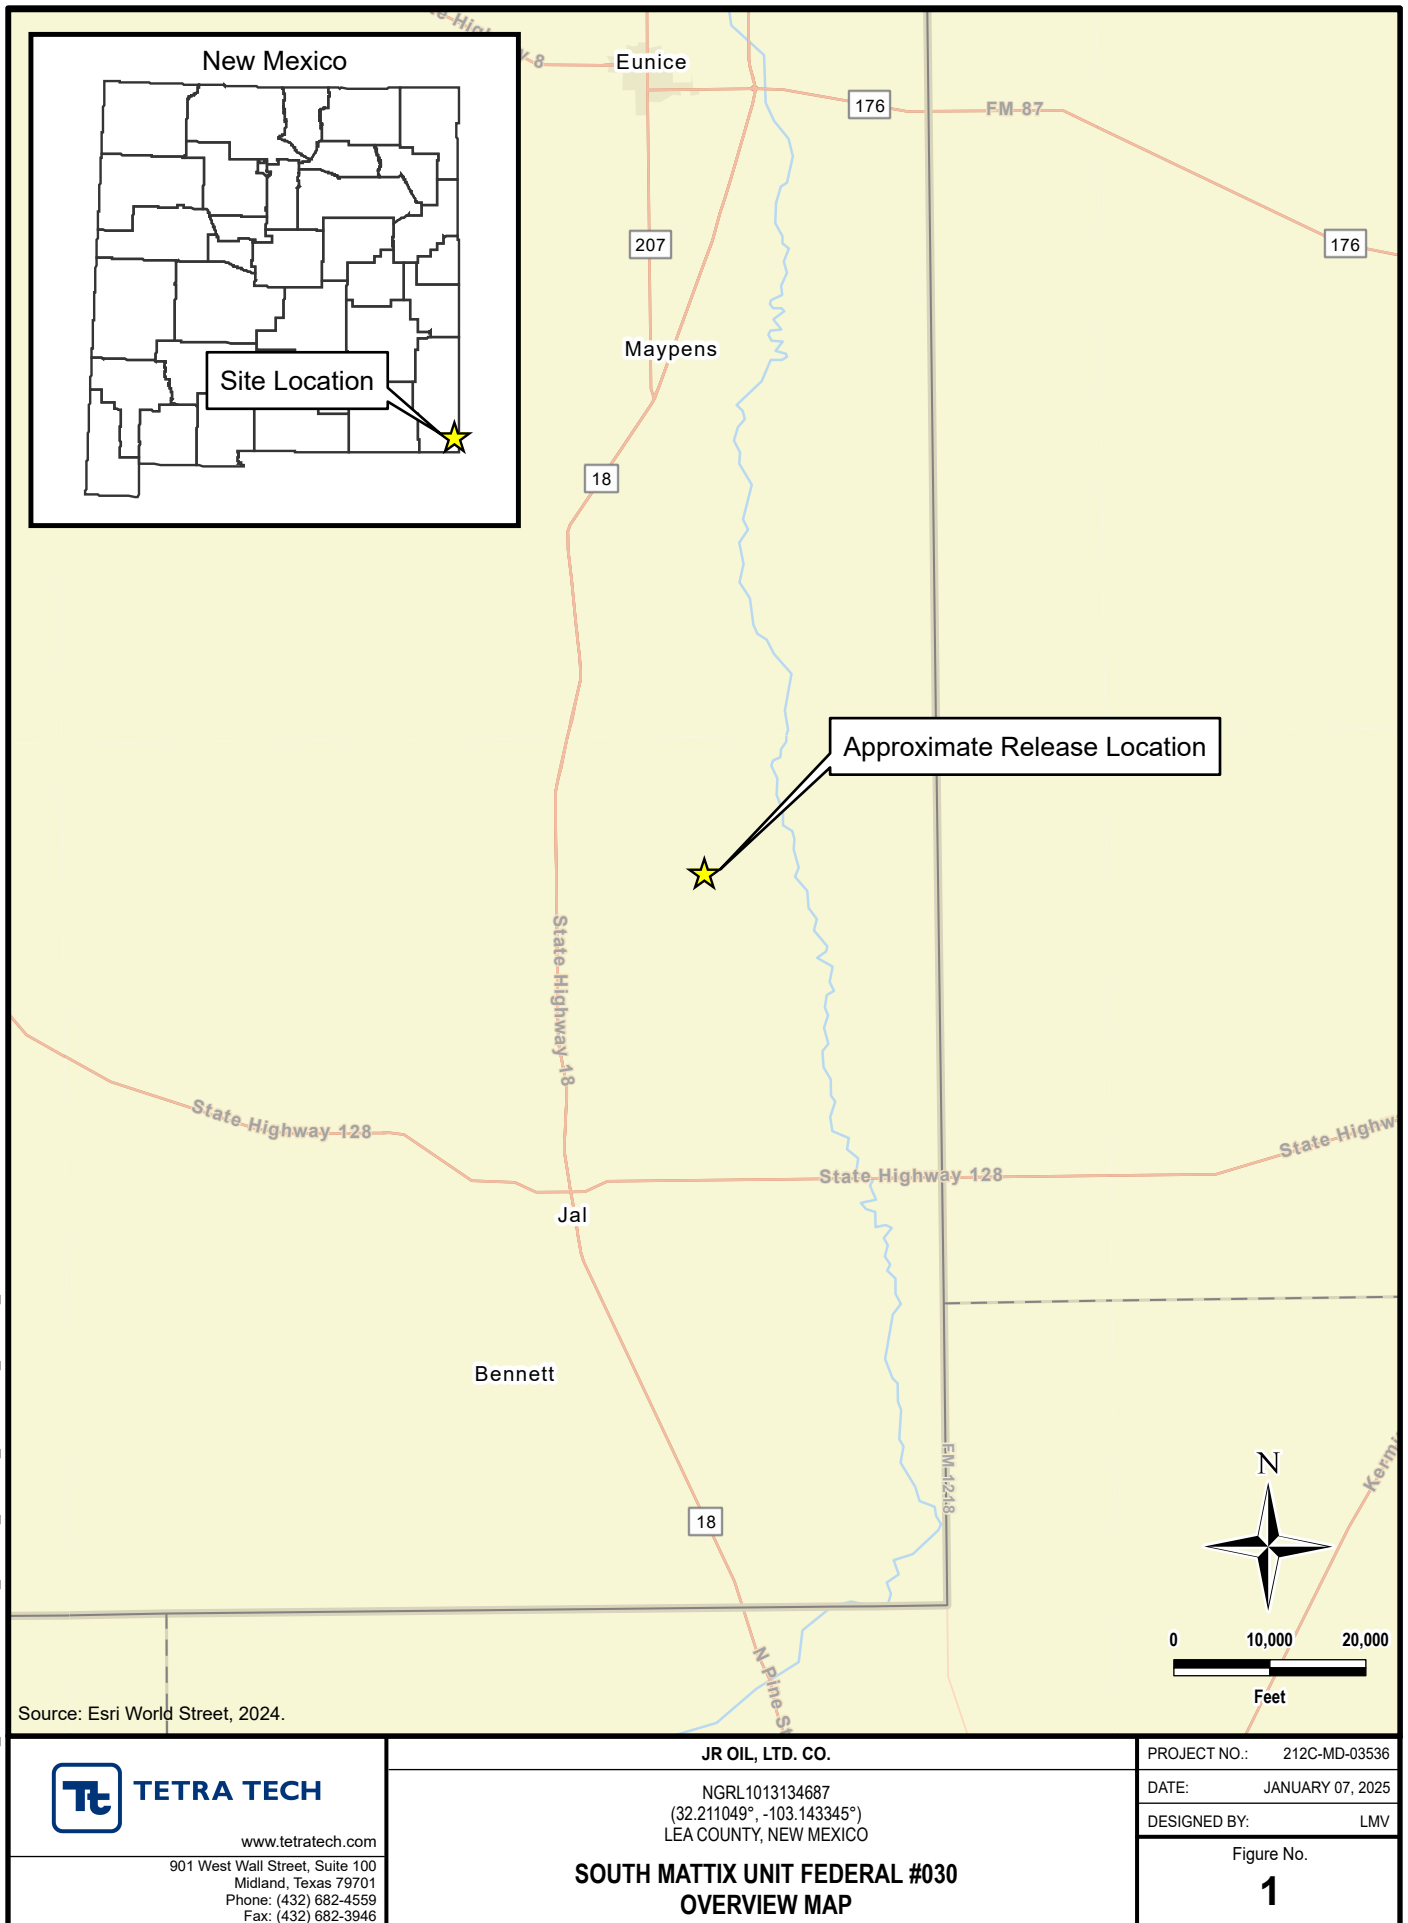 New Mexico
Site Location
Eunice
176
FM 87
207
176
Maypens
18
Approximate Release Location
State Highway 18
State Highway 128
State Highway 128
Jal
Bennett
FM 1218
18
N
0 10,000 20,000
Feet
N Pine St
Source: Esri World Street, 2024.
Tt TETRA TECH
www.tetratech.com
901 West Wall Street, Suite 100
Midland, Texas 79701
Phone: (432) 682-4559
Fax: (432) 682-3946
JR OIL, LTD. CO.
NGRL1013134687
(32.211049°, -103.143345°)
LEA COUNTY, NEW MEXICO
SOUTH MATTIX UNIT FEDERAL #030
OVERVIEW MAP
PROJECT NO.: 212C-MD-03536
DATE: JANUARY 07, 2025
DESIGNED BY: LMV
Figure No.
1